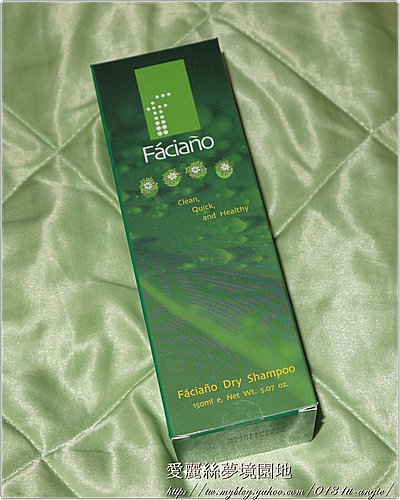 Fáciaño
Clean,
Quick,
and Healthy
Fáciaño Dry Shampoo
150ml e, Net Wt. 5.07 oz.
愛麗絲夢境園地